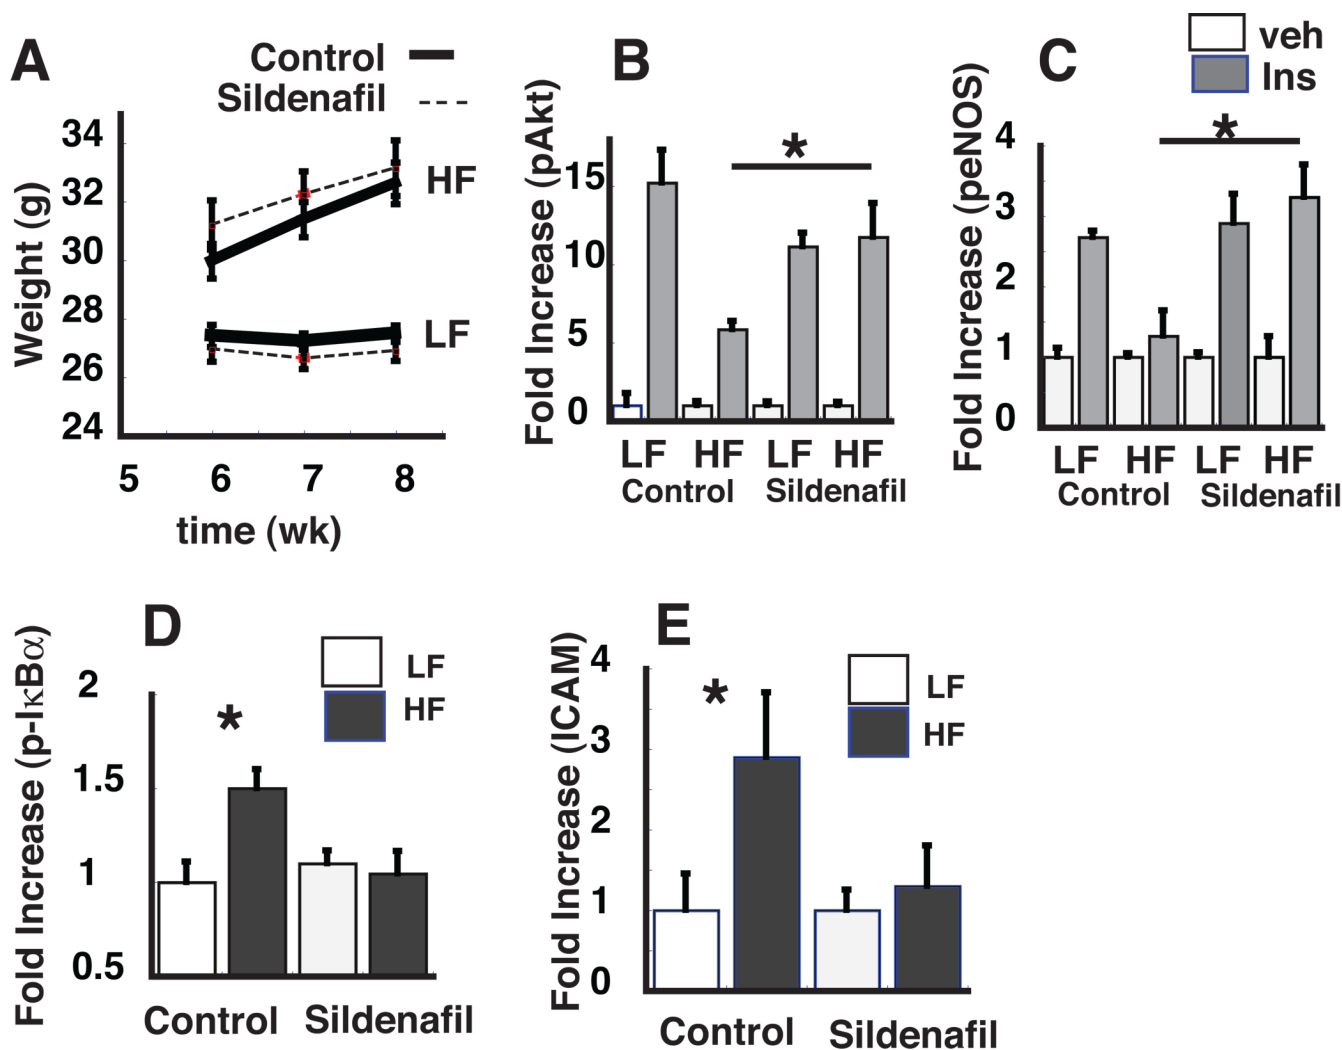 A
Control
Sildenafil
Weight (g)
34
32
30
28
26
24
HF
LF
5 6 7 8
time (wk)
B
Fold Increase (pAkt)
15
10
5
0
*
LF HF LF HF
Control Sildenafil
C
veh
Ins
Fold Increase (peNOS)
4
3
2
1
0
*
LF HF LF HF
Control Sildenafil
D
Fold Increase (p-IκBα)
2
1.5
1
0.5
*
LF
HF
Control Sildenafil
E
Fold Increase (ICAM)
4
3
2
1
0
*
LF
HF
Control Sildenafil